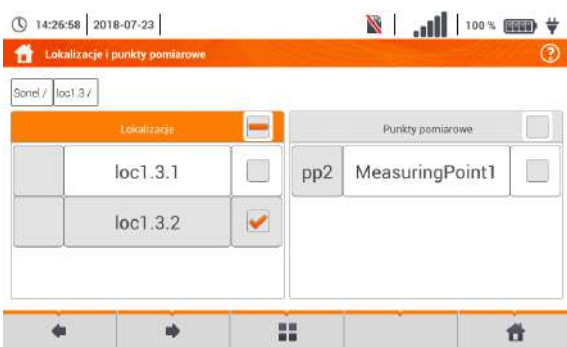 14:26:58 2018-07-23 100 %
Lokalizacje i punkty pomiarowe
Sonel / loc1.3 /
Lokalizacje
Punkty pomiarowe
loc1.3.1
pp2 MeasuringPoint1
loc1.3.2